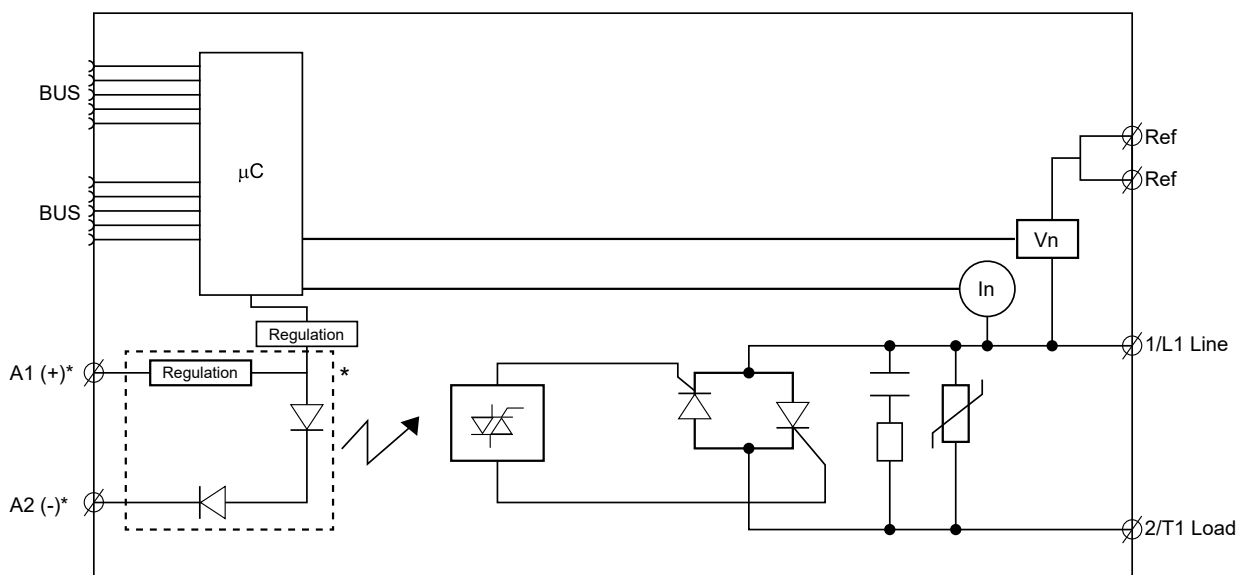 BUS
BUS
μC
Ref
Ref
Vn
In
Regulation
1/L1 Line
A1 (+)*
Regulation
*
A2 (-)*
2/T1 Load